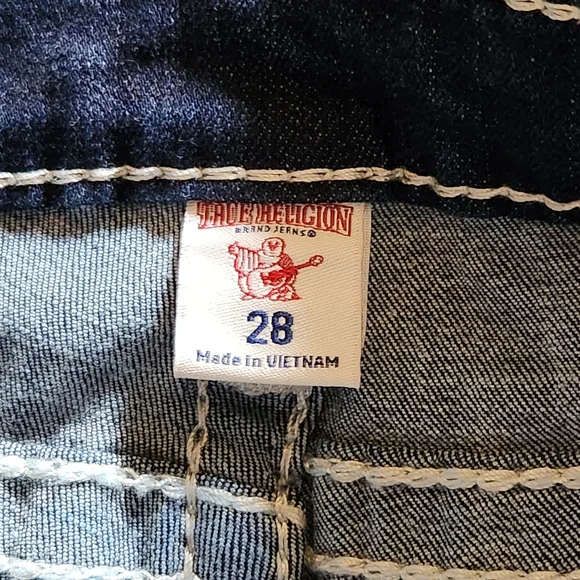 TRUE RELIGION
BRAND JEANS®
28
Made in VIETNAM